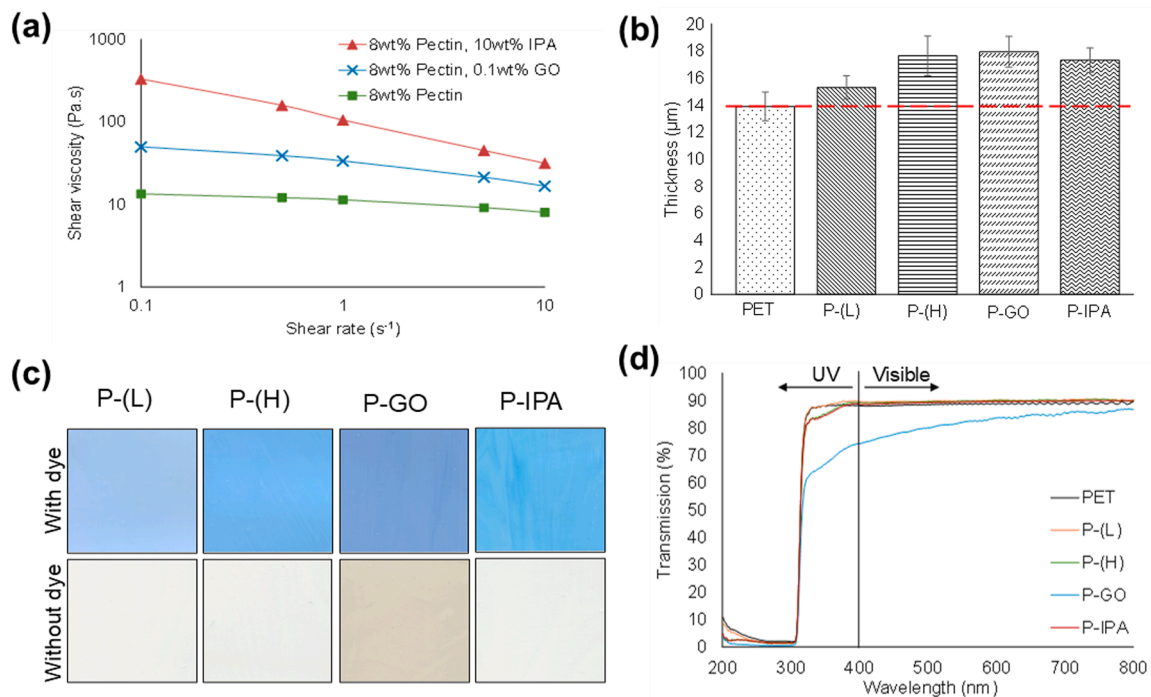 (a)
1000
100
10
1
0.1
1
10
Shear viscosity (Pa.s)
Shear rate (s-1)
8wt% Pectin, 10wt% IPA
8wt% Pectin, 0.1wt% GO
8wt% Pectin
(b)
20
18
16
14
12
10
8
6
4
2
0
Thickness (µm)
PET P-(L) P-(H) P-GO P-IPA
(c)
P-(L) P-(H) P-GO P-IPA
With dye
Without dye
(d)
UV Visible
100
90
80
70
60
50
40
30
20
10
0
Transmission (%)
PET
P-(L)
P-(H)
P-GO
P-IPA
200 300 400 500 600 700 800
Wavelength (nm)